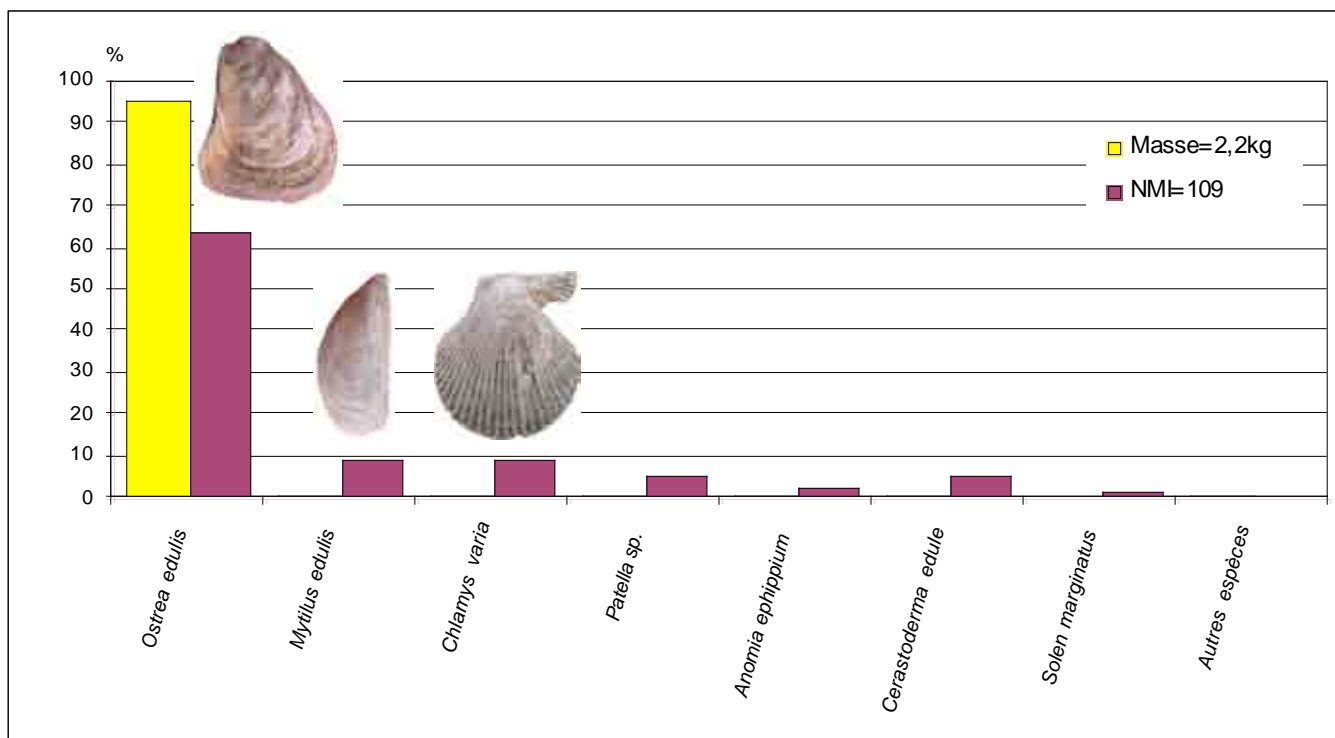 %
100
90
80
70
60
50
40
30
20
10
0
Masse=2,2kg
NMI=109
Ostrea edulis
Mytilus edulis
Chlamys varia
Patella sp.
Anomia ephippium
Cerastoderma edule
Solen marginatus
Autres espèces